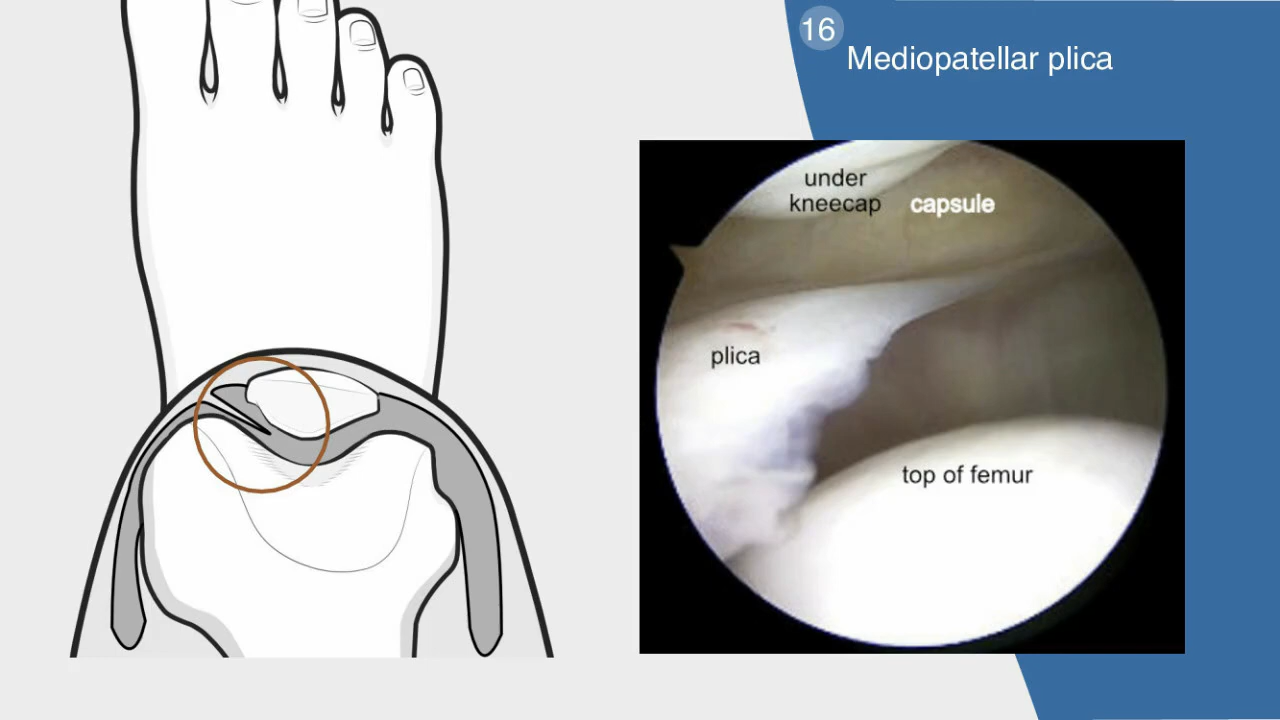 16
Mediopatellar plica
under
kneecap
capsule
plica
top of femur